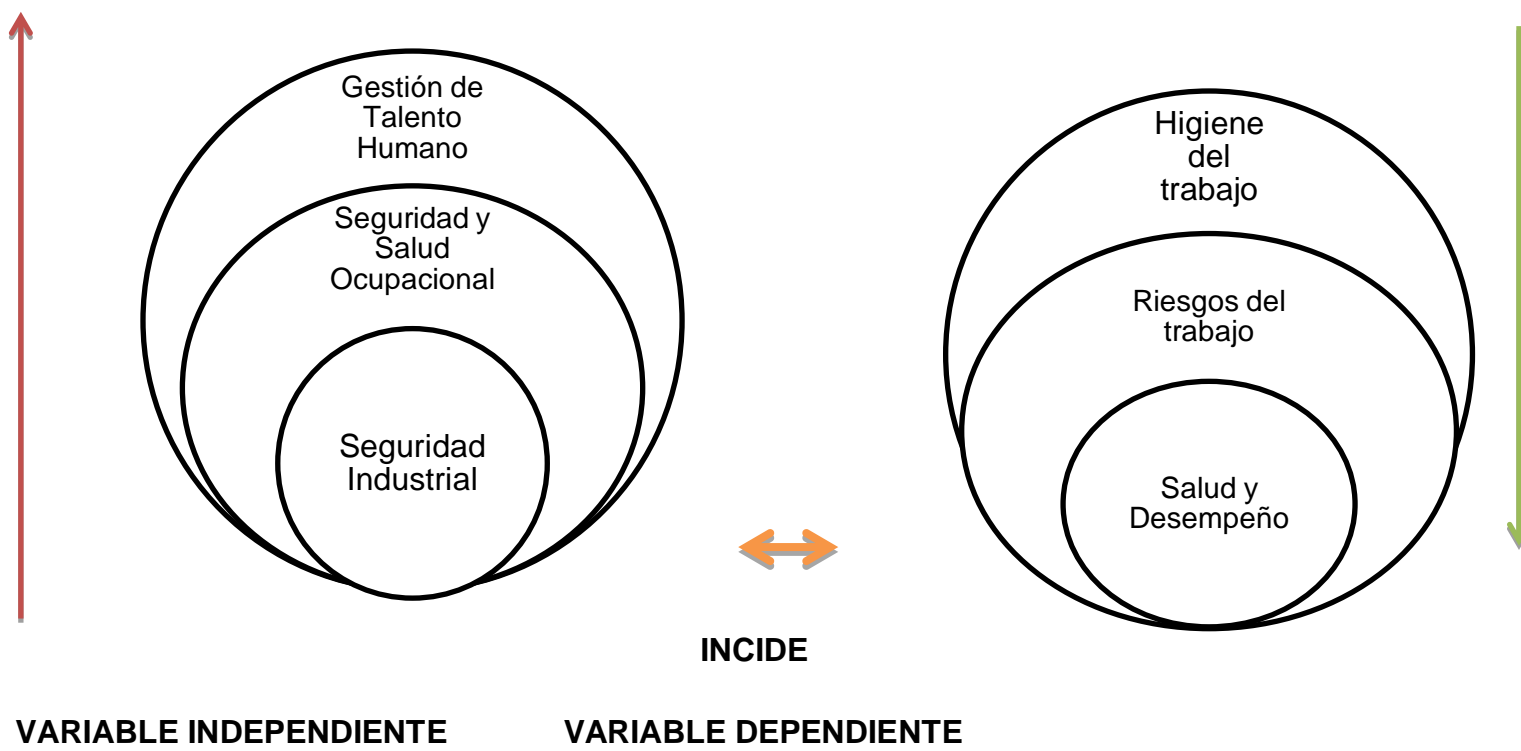 Gestión de
Talento
Humano
Seguridad y
Salud
Ocupacional
Seguridad
Industrial
Higiene
del
trabajo
Riesgos del
trabajo
Salud y
Desempeño
INCIDE
VARIABLE INDEPENDIENTE
VARIABLE DEPENDIENTE